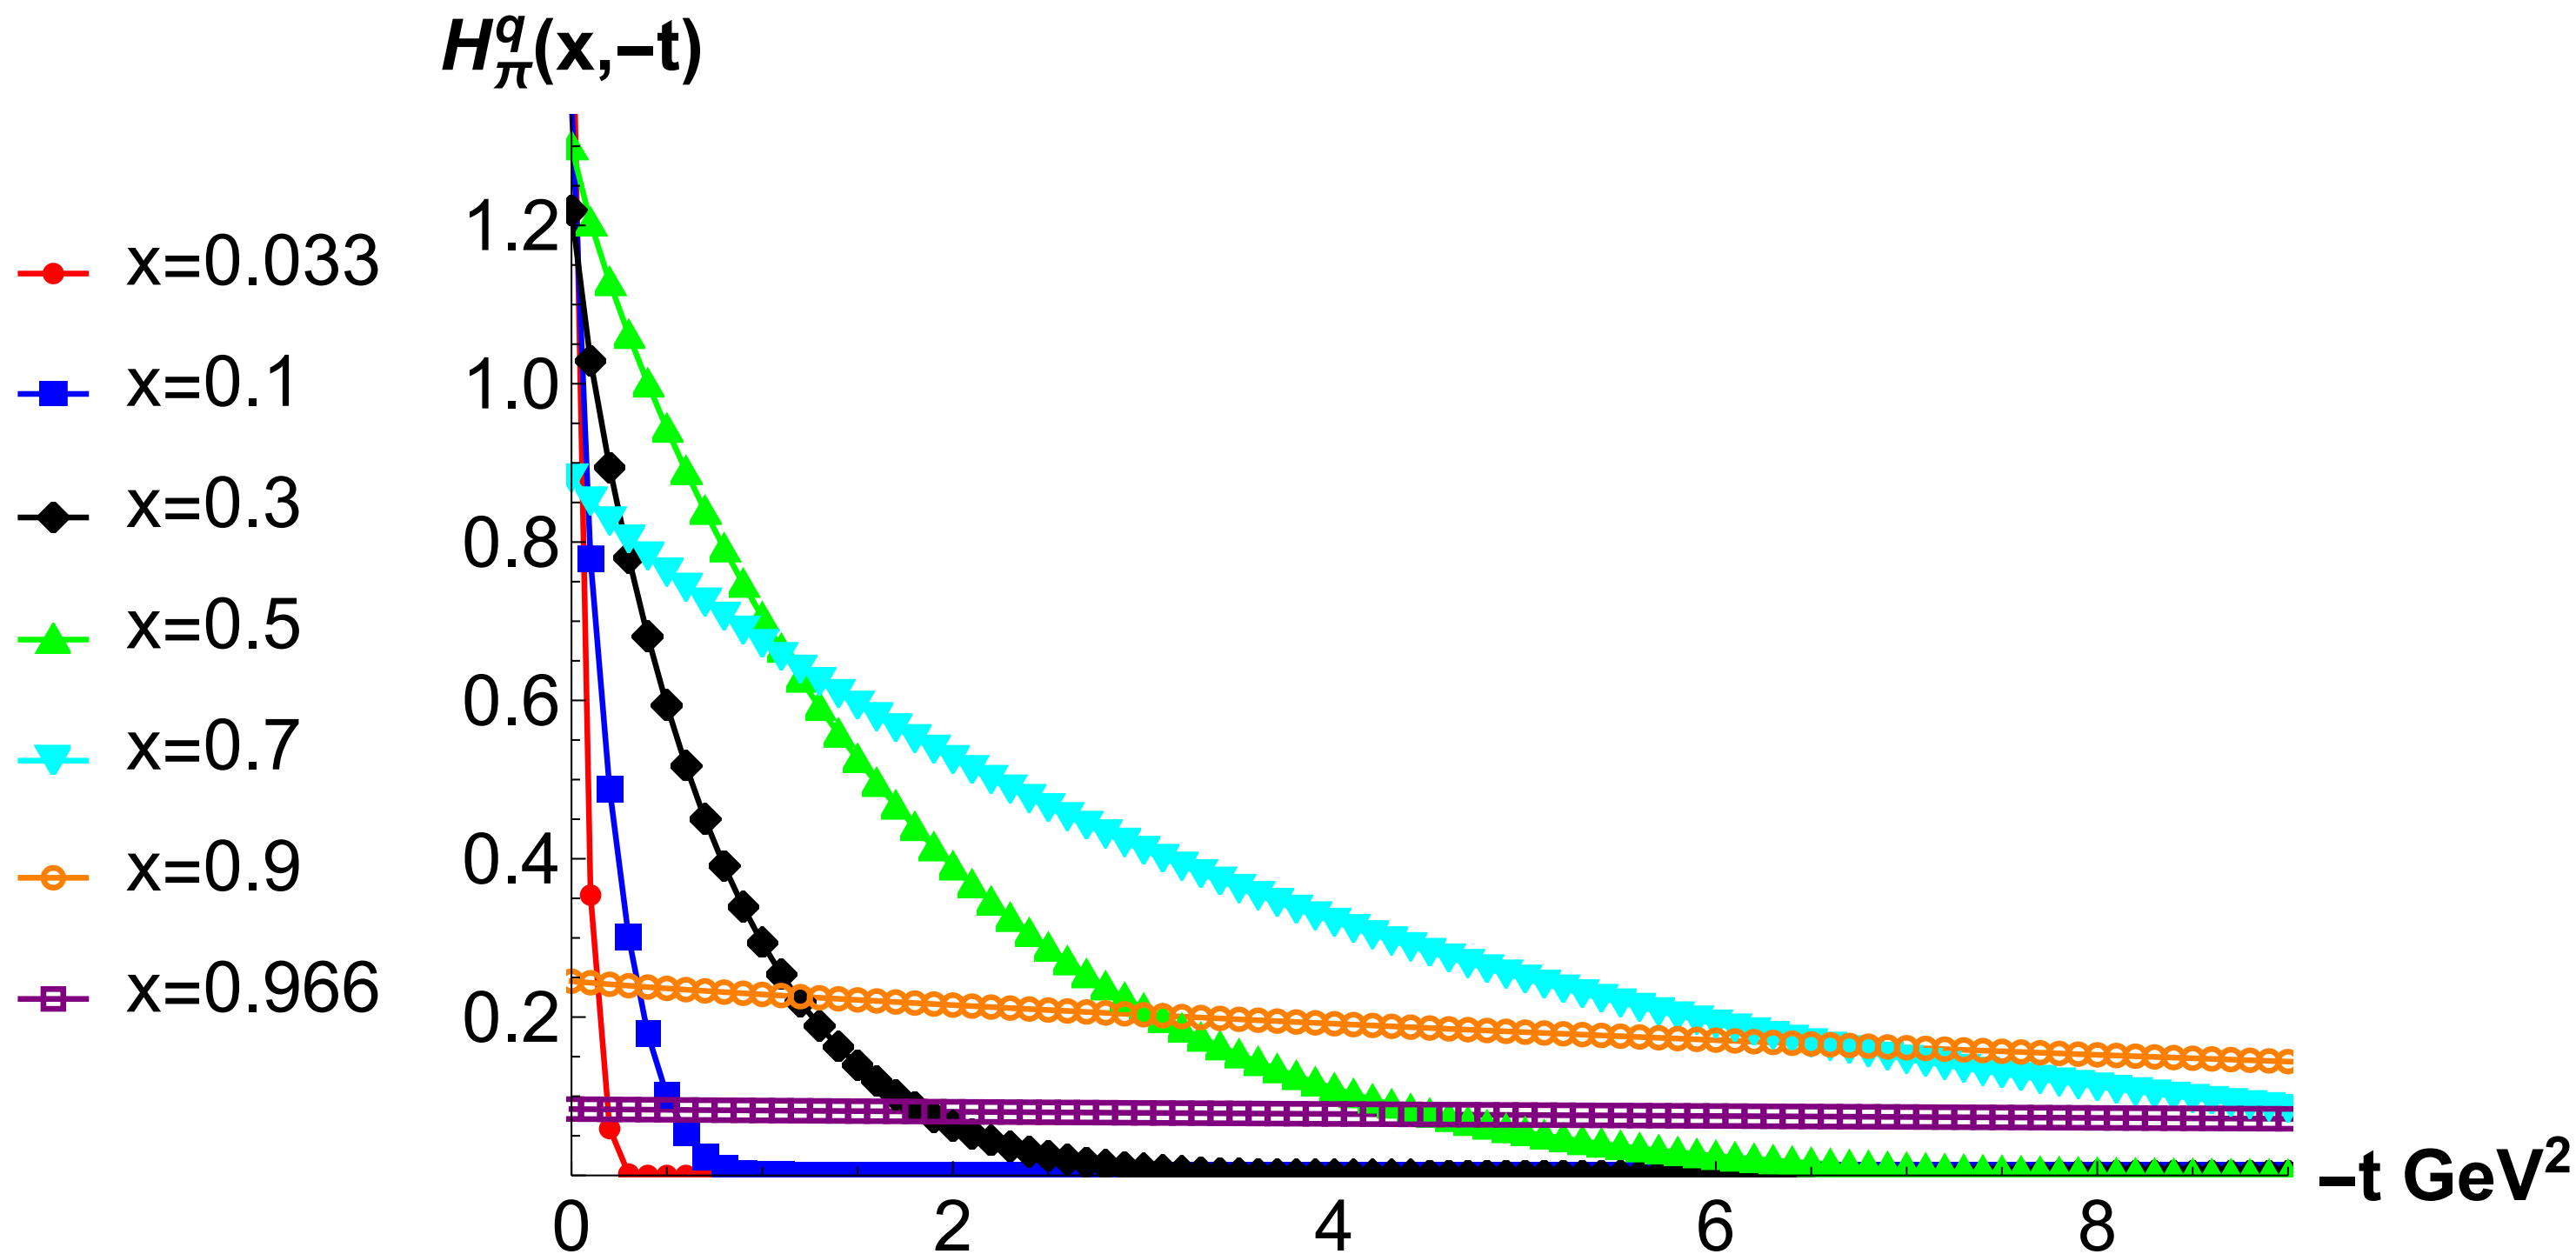 H^q_π(x,−t)
x=0.033
x=0.1
x=0.3
x=0.5
x=0.7
x=0.9
x=0.966
1.2
1.0
0.8
0.6
0.4
0.2
0 2 4 6 8
−t GeV²